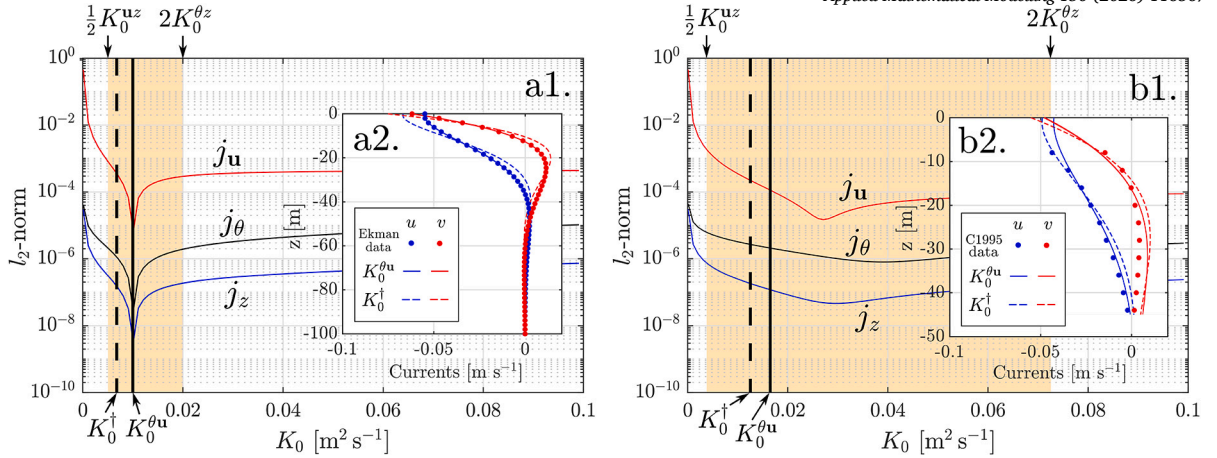 Applied Mathematical Modelling 150 (2026)
½K₀ᵘᶻ 2K₀^θz
10⁰
10⁻²
10⁻⁴
10⁻⁶
10⁻⁸
10⁻¹⁰
l₂-norm
a1.
j_u
j_θ
j_z
a2.
0
-20
-40
-60
-80
-100
z [m]
u v
Ekman data
K₀^θu
K₀^†
-0.1 -0.05 0
Currents [m s⁻¹]
0 0.02 0.04 0.06 0.08 0.1
K₀^† K₀^θu
K₀ [m² s⁻¹]
½K₀ᵘᶻ 2K₀^θz
10⁰
10⁻²
10⁻⁴
10⁻⁶
10⁻⁸
10⁻¹⁰
l₂-norm
b1.
j_u
j_θ
j_z
b2.
0
-10
-20
-30
-40
-50
z [m]
u v
C1995 data
K₀^θu
K₀^†
-0.1 -0.05 0
Currents [m s⁻¹]
0 0.02 0.04 0.06 0.08 0.1
K₀^† K₀^θu
K₀ [m² s⁻¹]